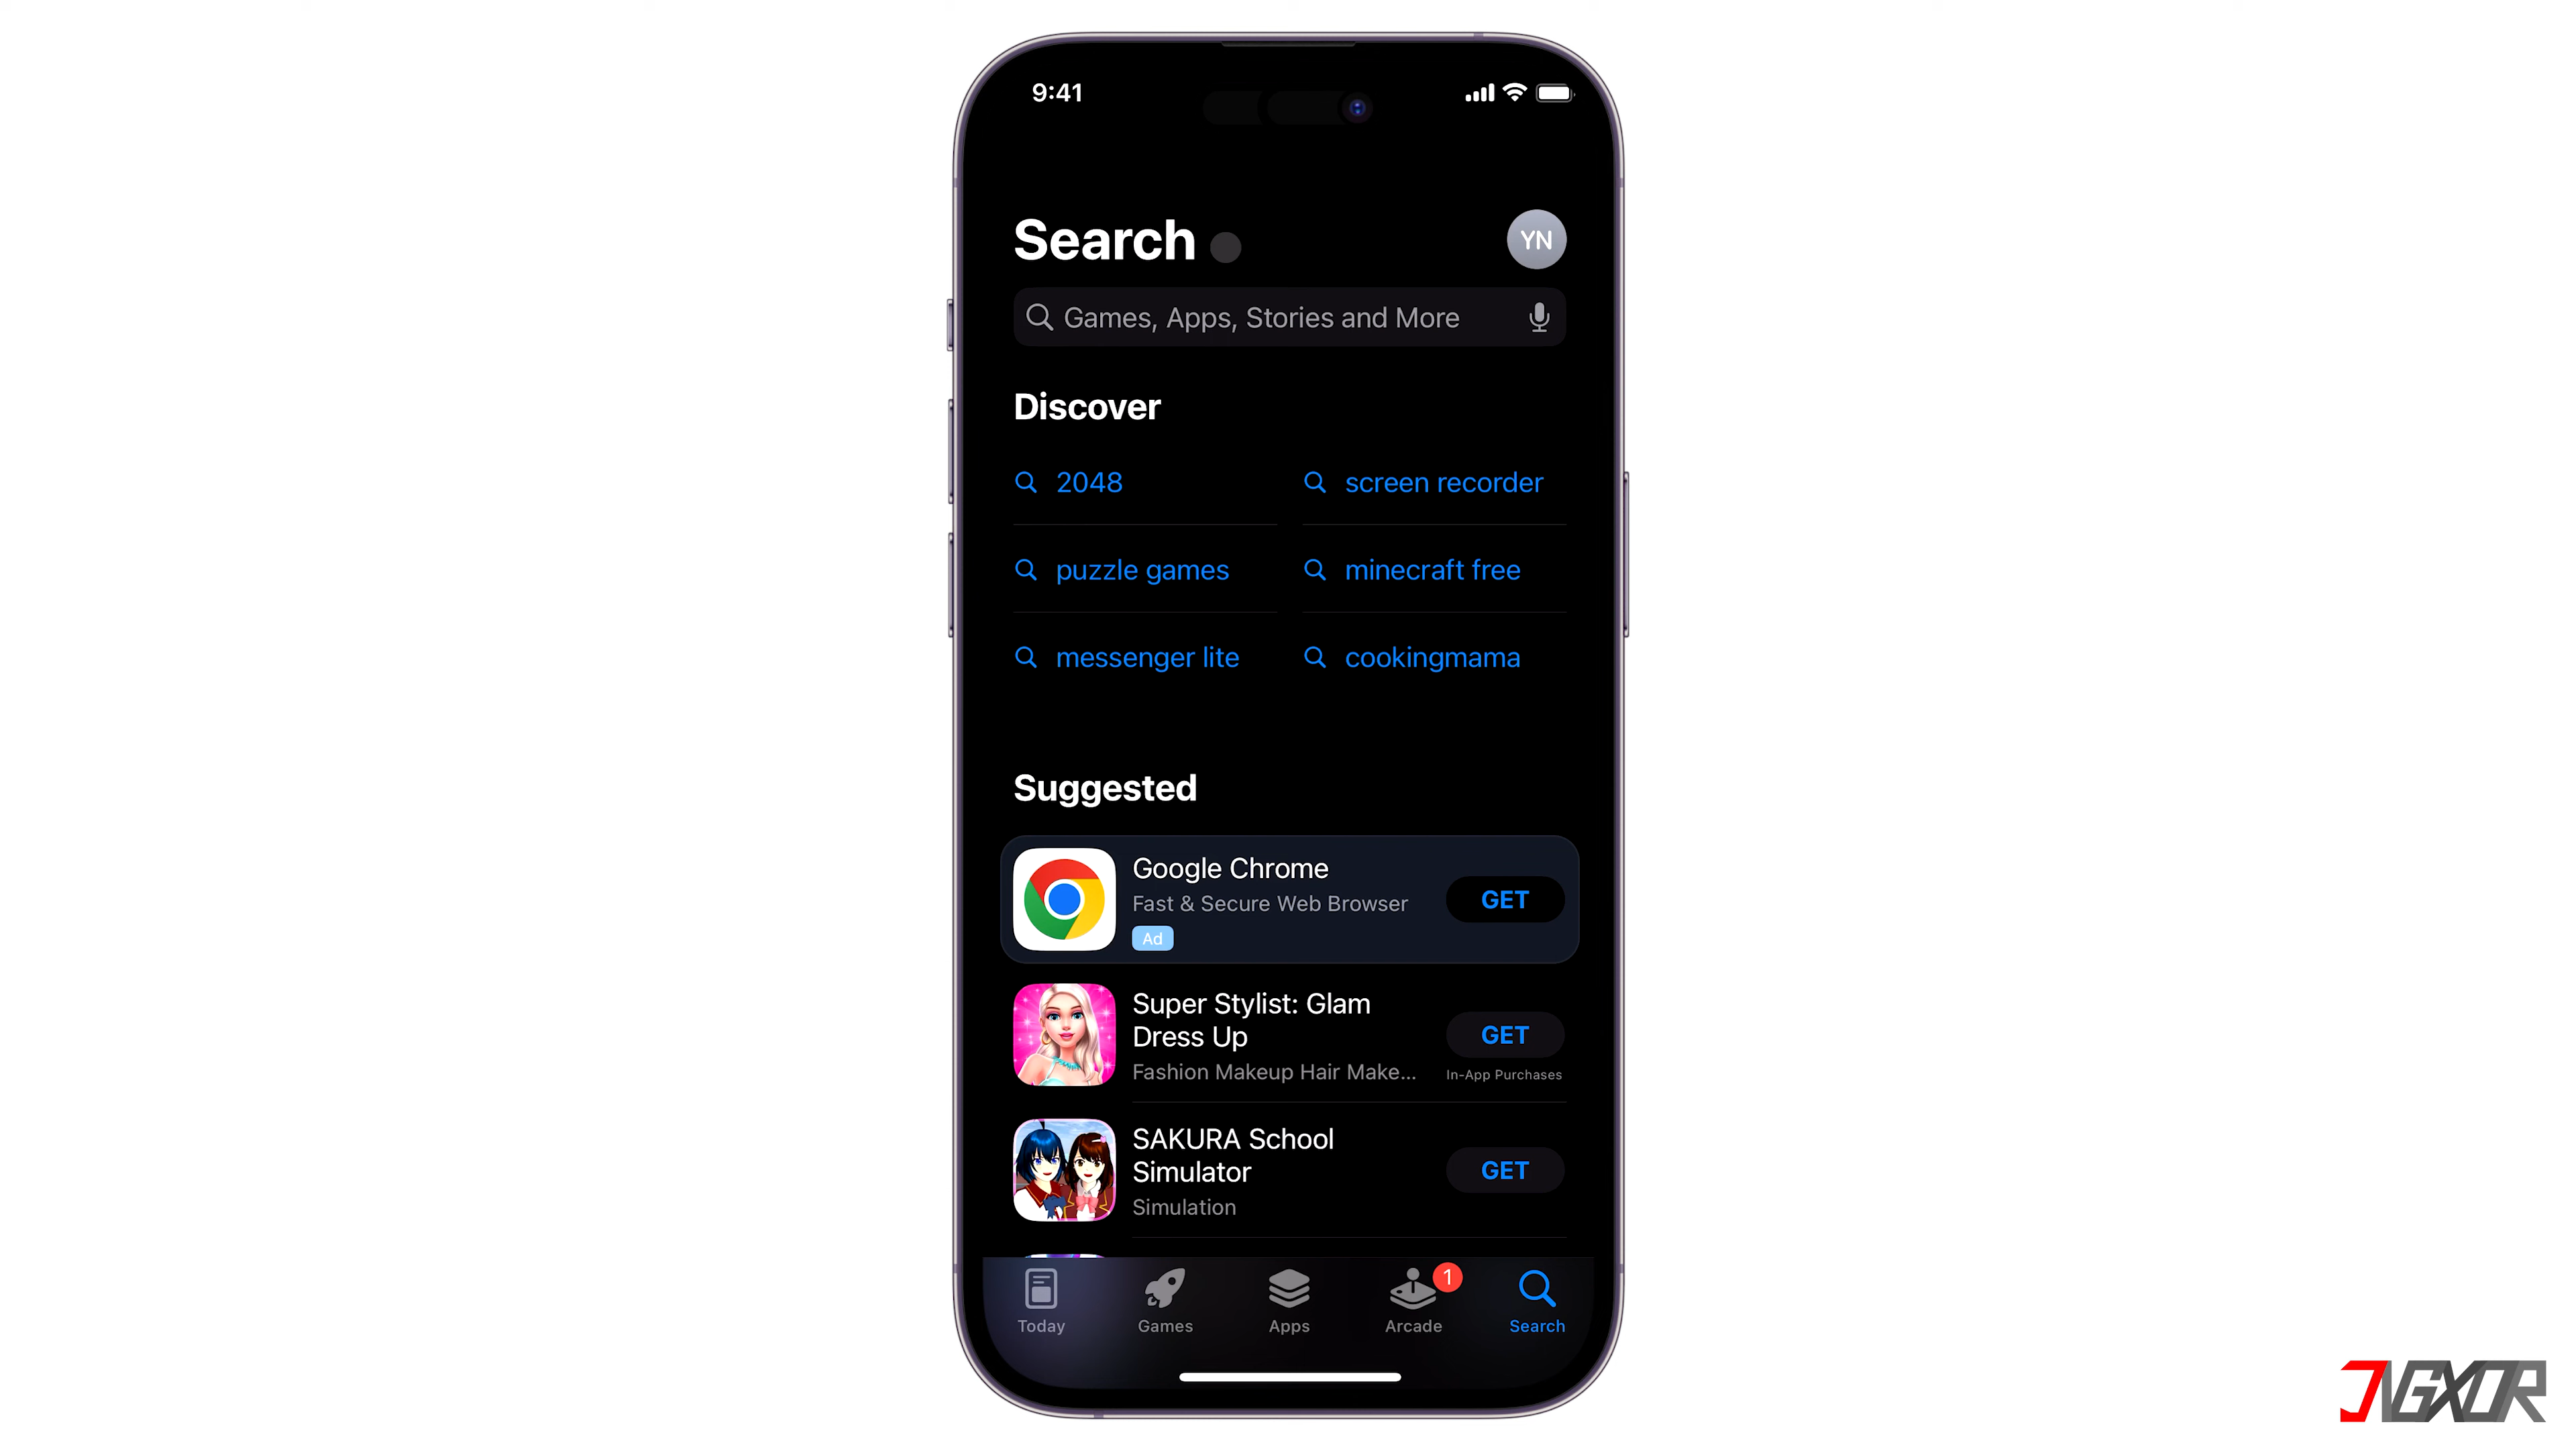 9:41
Search
YN
Games, Apps, Stories and More
Discover
2048
screen recorder
puzzle games
minecraft free
messenger lite
cookingmama
Suggested
Google Chrome
Fast & Secure Web Browser
Ad
GET
Super Stylist: Glam
Dress Up
Fashion Makeup Hair Make...
GET
In-App Purchases
SAKURA School
Simulator
Simulation
GET
1
Today
Games
Apps
Arcade
Search
JVGXOR